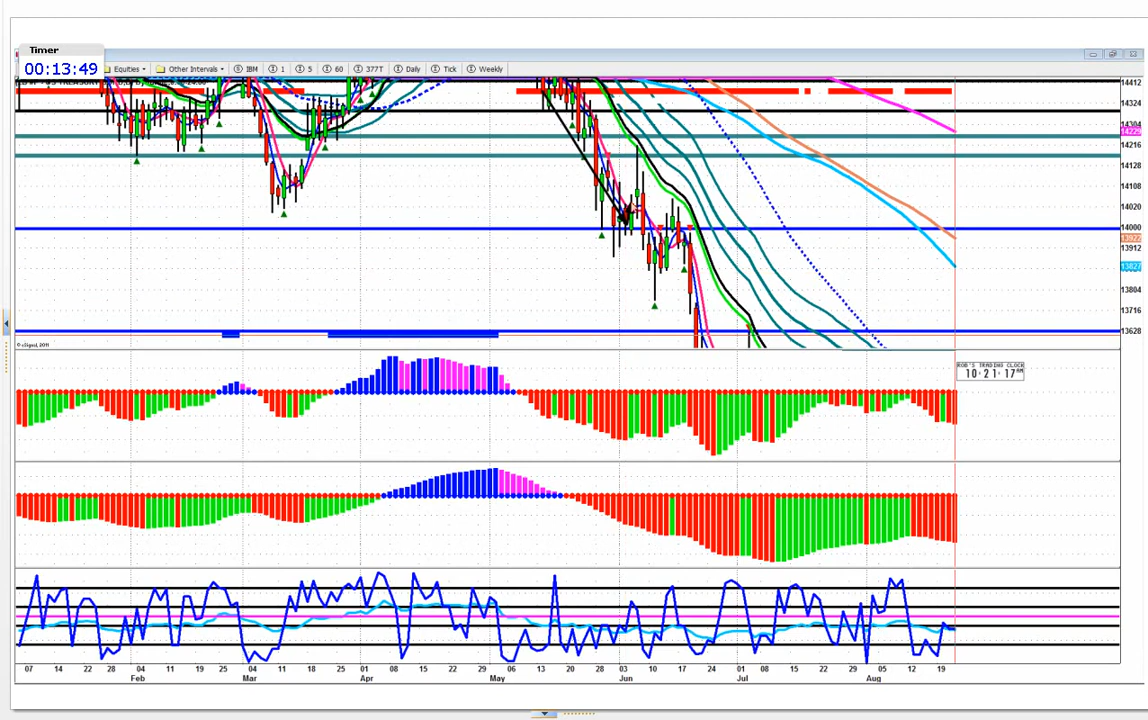 Timer
00:13:49
Equities
Other Intervals
IBM
1
5
60
377T
Daily
Tick
Weekly
14412
14324
14304
14229
14216
14128
14108
14020
14000
13922
13912
13827
13804
13716
13628
© eSignal, 2011
ROB'S TRADING CLOCK
10:21:17 AM
07 14 22 28 04 11 19 25 04 11 18 25 01 08 15 22 29 06 13 20 28 03 10 17 24 01 08 15 22 29 05 12 19
Feb Mar Apr May Jun Jul Aug